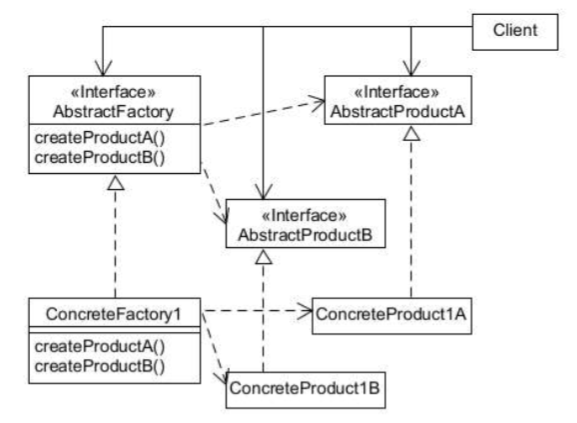 Client
«Interface»
AbstractFactory
createProductA()
createProductB()
«Interface»
AbstractProductA
«Interface»
AbstractProductB
ConcreteFactory1
createProductA()
createProductB()
ConcreteProduct1A
ConcreteProduct1B